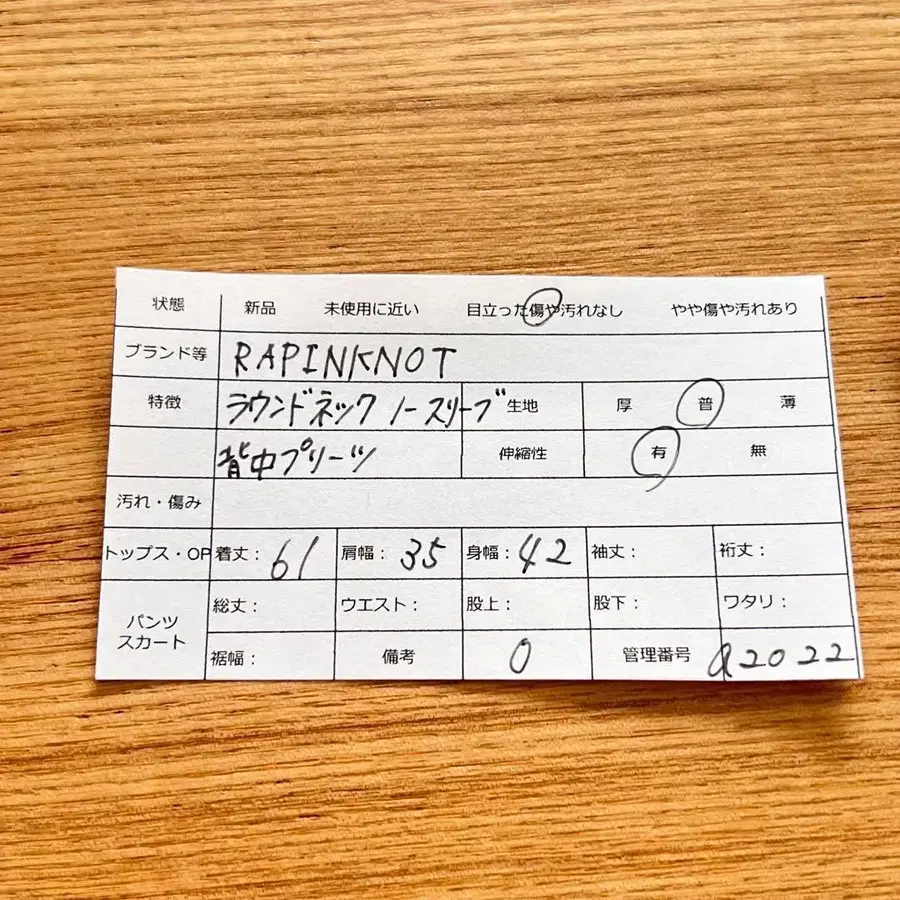 状態 新品 未使用に近い 目立った傷や汚れなし やや傷や汚れあり
ブランド等 RAPINKNOT
特徴 ラウンドネック ノースリーブ 生地 厚 普 薄
背中プリーツ 伸縮性 有 無
汚れ・傷み
トップス・OP 着丈: 61 肩幅: 35 身幅: 42 袖丈: 裄丈:
パンツ スカート 総丈: ウエスト: 股上: 股下: ワタリ:
裾幅: 備考 0 管理番号 a2022